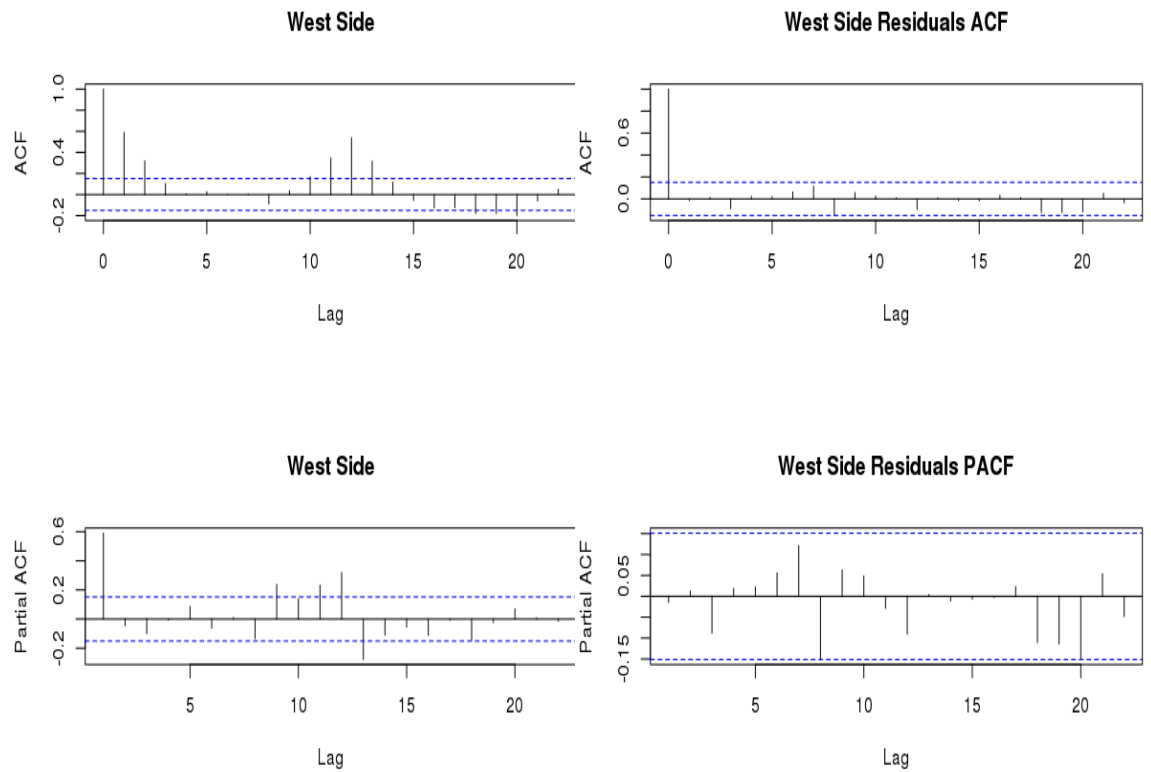 West Side
ACF
-0.2 0.4 1.0
0 5 10 15 20
Lag
West Side Residuals ACF
ACF
0.0 0.6
0 5 10 15 20
Lag
West Side
Partial ACF
-0.2 0.2 0.6
5 10 15 20
Lag
West Side Residuals PACF
Partial ACF
-0.15 0.05
5 10 15 20
Lag